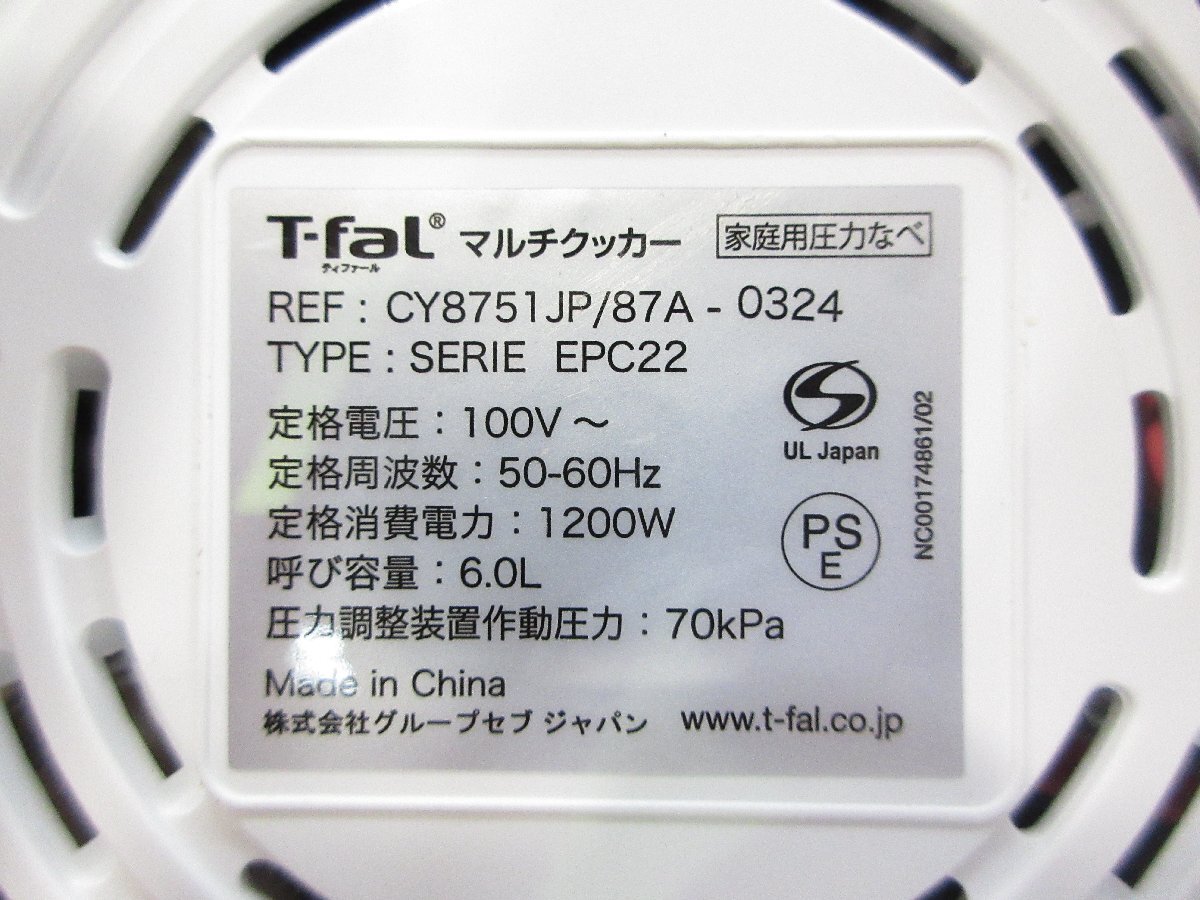 T-fal® マルチクッカー 家庭用圧力なべ
ティファール
REF : CY8751JP/87A - 0324
TYPE : SERIE EPC22
定格電圧：100V～
定格周波数：50-60Hz
定格消費電力：1200W
呼び容量：6.0L
圧力調整装置作動圧力：70kPa
Made in China
株式会社グループセブ ジャパン www.t-fal.co.jp
S
UL Japan
PS
E
NC00174861/02